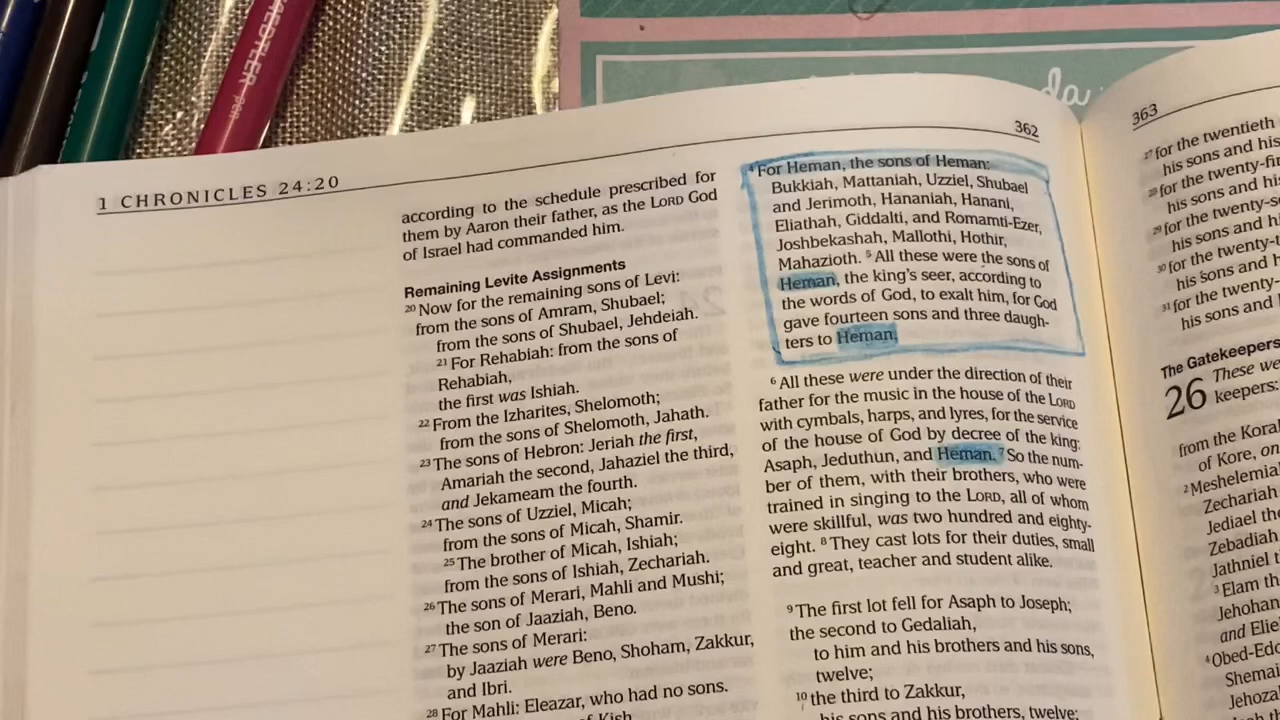 STAEDTLER
da
1 CHRONICLES 24:20
362
according to the schedule prescribed for
them by Aaron their father, as the LORD God
of Israel had commanded him.
Remaining Levite Assignments
20 Now for the remaining sons of Levi:
from the sons of Amram, Shubael;
from the sons of Shubael, Jehdeiah.
21 For Rehabiah: from the sons of
Rehabiah,
the first was Ishiah.
22 From the Izharites, Shelomoth;
from the sons of Shelomoth, Jahath.
23 The sons of Hebron: Jeriah the first,
Amariah the second, Jahaziel the third,
and Jekameam the fourth.
24 The sons of Uzziel, Micah;
from the sons of Micah, Shamir.
25 The brother of Micah, Ishiah;
from the sons of Ishiah, Zechariah.
26 The sons of Merari, Mahli and Mushi;
the son of Jaaziah, Beno.
27 The sons of Merari:
by Jaaziah were Beno, Shoham, Zakkur,
and Ibri.
28 For Mahli: Eleazar, who had no sons.
of Kish
4 For Heman, the sons of Heman:
Bukkiah, Mattaniah, Uzziel, Shubael
and Jerimoth, Hananiah, Hanani,
Eliathah, Giddalti, and Romamti-Ezer,
Joshbekashah, Mallothi, Hothir,
Mahazioth. 5 All these were the sons of
Heman, the king's seer, according to
the words of God, to exalt him, for God
gave fourteen sons and three daugh-
ters to Heman.
6 All these were under the direction of their
father for the music in the house of the LORD
with cymbals, harps, and lyres, for the service
of the house of God by decree of the king:
Asaph, Jeduthun, and Heman. 7 So the num-
ber of them, with their brothers, who were
trained in singing to the LORD, all of whom
were skillful, was two hundred and eighty-
eight. 8 They cast lots for their duties, small
and great, teacher and student alike.
9 The first lot fell for Asaph to Joseph;
the second to Gedaliah,
to him and his brothers and his sons,
twelve;
10 the third to Zakkur,
his sons and his brothers, twelve;
363
27 for the twentieth
his sons and his
28 for the twenty-fir
his sons and his
29 for the twenty-s
his sons and h
30 for the twenty-t
his sons and h
31 for the twenty-
his sons and
The Gatekeepers
26 These we
keepers:
from the Koral
of Kore, on
2 Meshelemia
Zechariah
Jediael the
Zebadiah
Jathniel t
3 Elam th
Jehohan
and Elie
4 Obed-Edo
Shemai
Jehoza